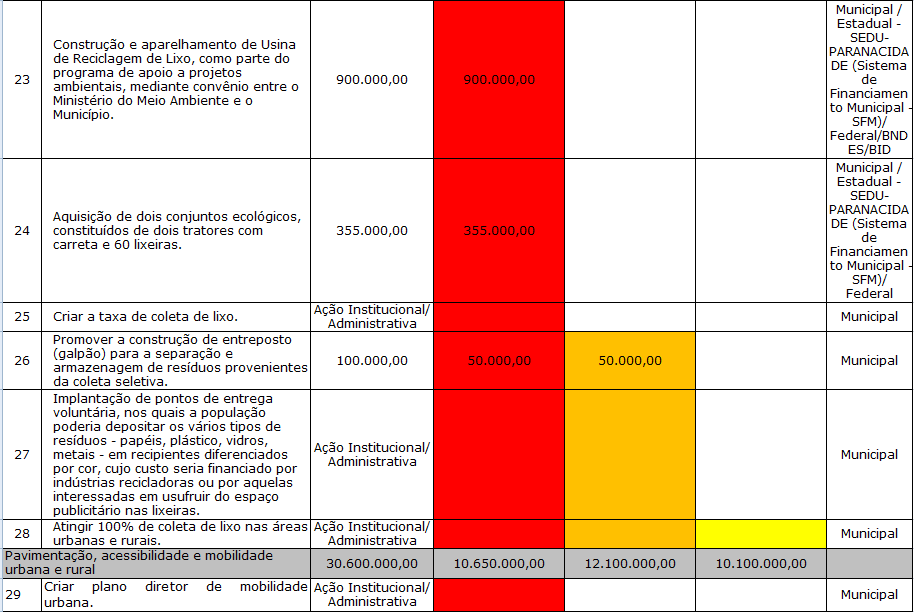 23
Construção e aparelhamento de Usina
de Reciclagem de Lixo, como parte do
programa de apoio a projetos
ambientais, mediante convênio entre o
Ministério do Meio Ambiente e o
Município.
900.000,00
900.000,00
Municipal /
Estadual -
SEDU-
PARANACIDA
DE (Sistema
de
Financiamen
to Municipal -
SFM)/
Federal/BND
ES/BID
24
Aquisição de dois conjuntos ecológicos,
constituídos de dois tratores com
carreta e 60 lixeiras.
355.000,00
355.000,00
Municipal /
Estadual -
SEDU-
PARANACIDA
DE (Sistema
de
Financiamen
to Municipal -
SFM)/
Federal
25
Criar a taxa de coleta de lixo.
Ação Institucional/
Administrativa
Municipal
26
Promover a construção de entreposto
(galpão) para a separação e
armazenagem de resíduos provenientes
da coleta seletiva.
100.000,00
50.000,00
50.000,00
Municipal
27
Implantação de pontos de entrega
voluntária, nos quais a população
poderia depositar os vários tipos de
resíduos - papéis, plástico, vidros,
metais - em recipientes diferenciados
por cor, cujo custo seria financiado por
indústrias recicladoras ou por aquelas
interessadas em usufruir do espaço
publicitário nas lixeiras.
Ação Institucional/
Administrativa
Municipal
28
Atingir 100% de coleta de lixo nas áreas
urbanas e rurais.
Ação Institucional/
Administrativa
Municipal
Pavimentação, acessibilidade e mobilidade
urbana e rural
30.600.000,00
10.650.000,00
12.100.000,00
10.100.000,00
29
Criar plano diretor de mobilidade
urbana.
Ação Institucional/
Administrativa
Municipal